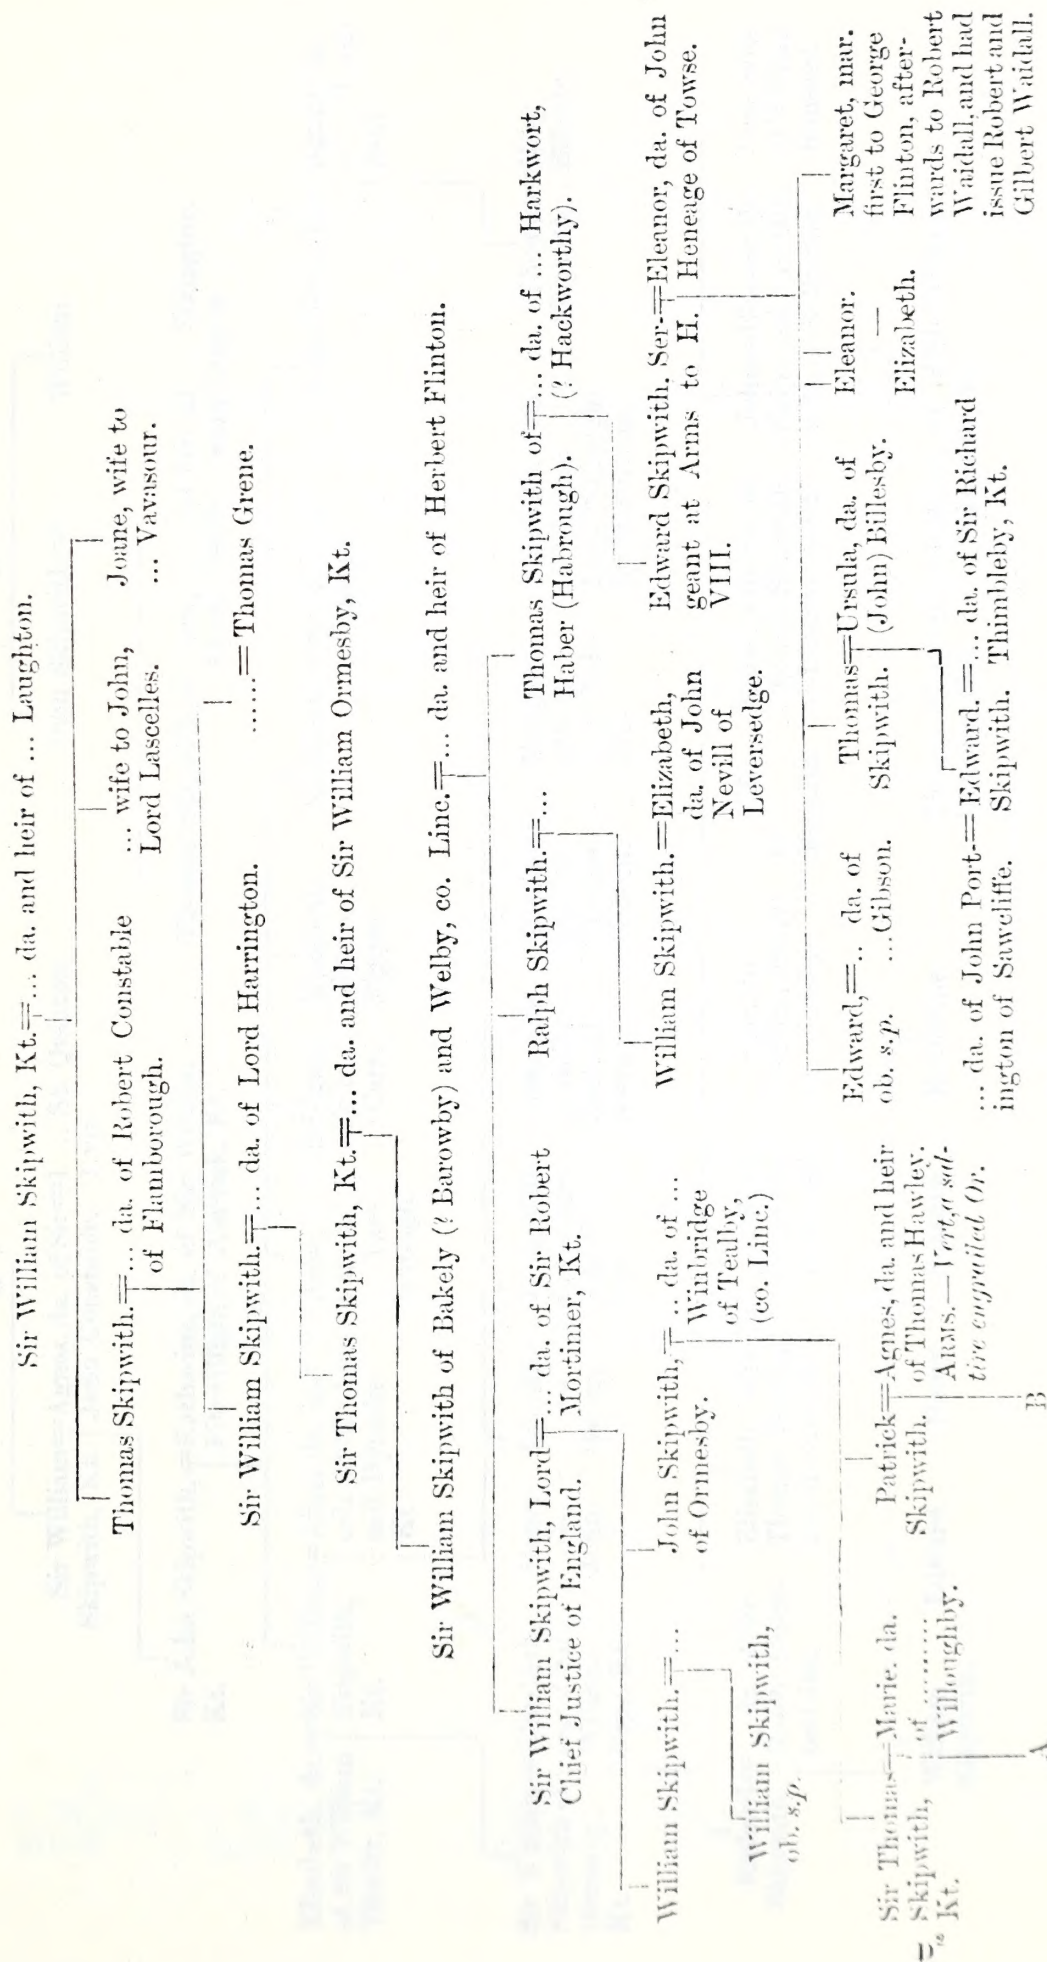 Sir William Skipwith, Kt.=... da. and heir of ... Laughton.
Thomas Skipwith.=... da. of Robert Constable
of Flamborough.
... wife to John,
Lord Lascelles.
Joane, wife to
... Vavasour.
Sir William Skipwith.=... da. of Lord Harrington.
......=Thomas Grene.
Sir Thomas Skipwith, Kt.=... da. and heir of Sir William Ormesby, Kt.
Sir William Skipwith of Bakely (? Barowby) and Welby, co. Linc.=... da. and heir of Herbert Flinton.
Sir William Skipwith, Lord=... da. of Sir Robert
Chief Justice of England. Mortimer, Kt.
Ralph Skipwith.=...
Thomas Skipwith of=... da. of ... Harkwort,
Haber (Habrough). (? Hackworthy).
William Skipwith.=...
John Skipwith,=... da. of ...
of Ormesby. Winbridge
of Tealby,
(co. Linc.)
William Skipwith.=Elizabeth,
da. of John
Nevill of
Leversedge.
Edward Skipwith, Ser-=Eleanor, da. of John
geant at Arms to H. Heneage of Towse.
VIII.
William Skipwith,
ob. s.p.
Sir Thomas=Marie, da.
Skipwith, of ..........
Kt. Willoughby.
Patrick=Agnes, da. and heir
Skipwith. of Thomas Hawley.
ARMS.—Vert, a sal-
tire engrailed Or.
Edward,=... da. of
ob. s.p. ...Gibson.
Thomas=Ursula, da. of
Skipwith. (John) Billesby.
Eleanor.
—
Elizabeth.
Margaret, mar.
first to George
Flinton, after-
wards to Robert
Waidall, and had
issue Robert and
Gilbert Waidall.
... da. of John Port-=Edward.=... da. of Sir Richard
ington of Sawcliffe. Skipwith. Thimbleby, Kt.
A
B